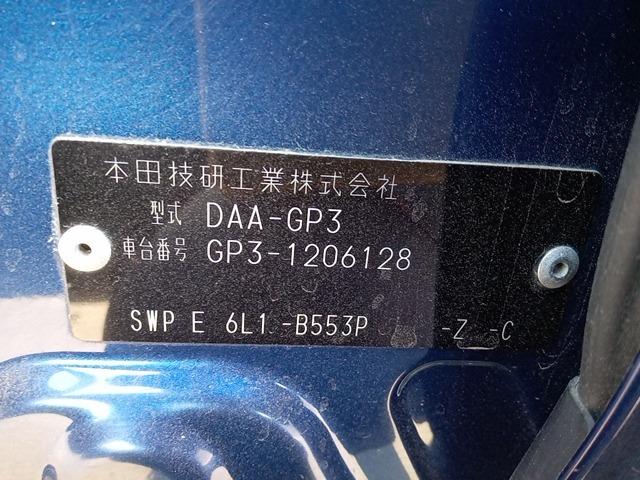 本田技研工業株式会社
型式 DAA-GP3
車台番号 GP3-1206128
SWP E 6L1 -B553P -Z -C